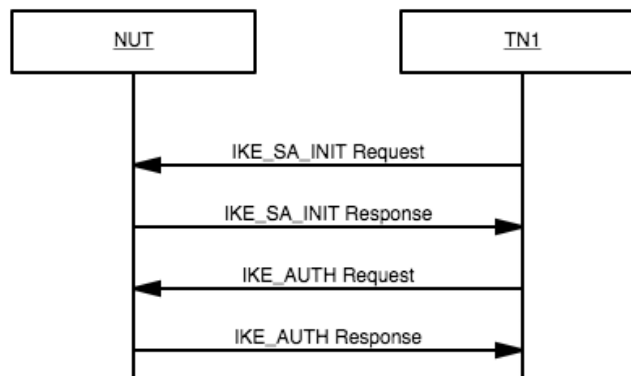 NUT
TN1
IKE_SA_INIT Request
IKE_SA_INIT Response
IKE_AUTH Request
IKE_AUTH Response